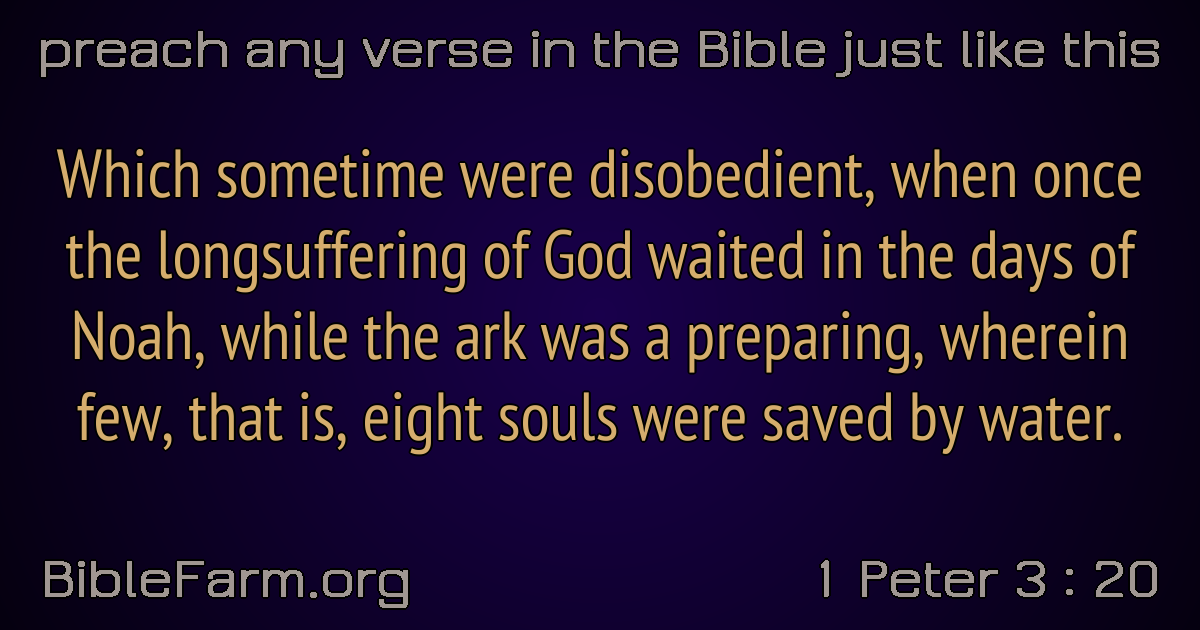 preach any verse in the Bible just like this
Which sometime were disobedient, when once
the longsuffering of God waited in the days of
Noah, while the ark was a preparing, wherein
few, that is, eight souls were saved by water.
BibleFarm.org
1 Peter 3 : 20